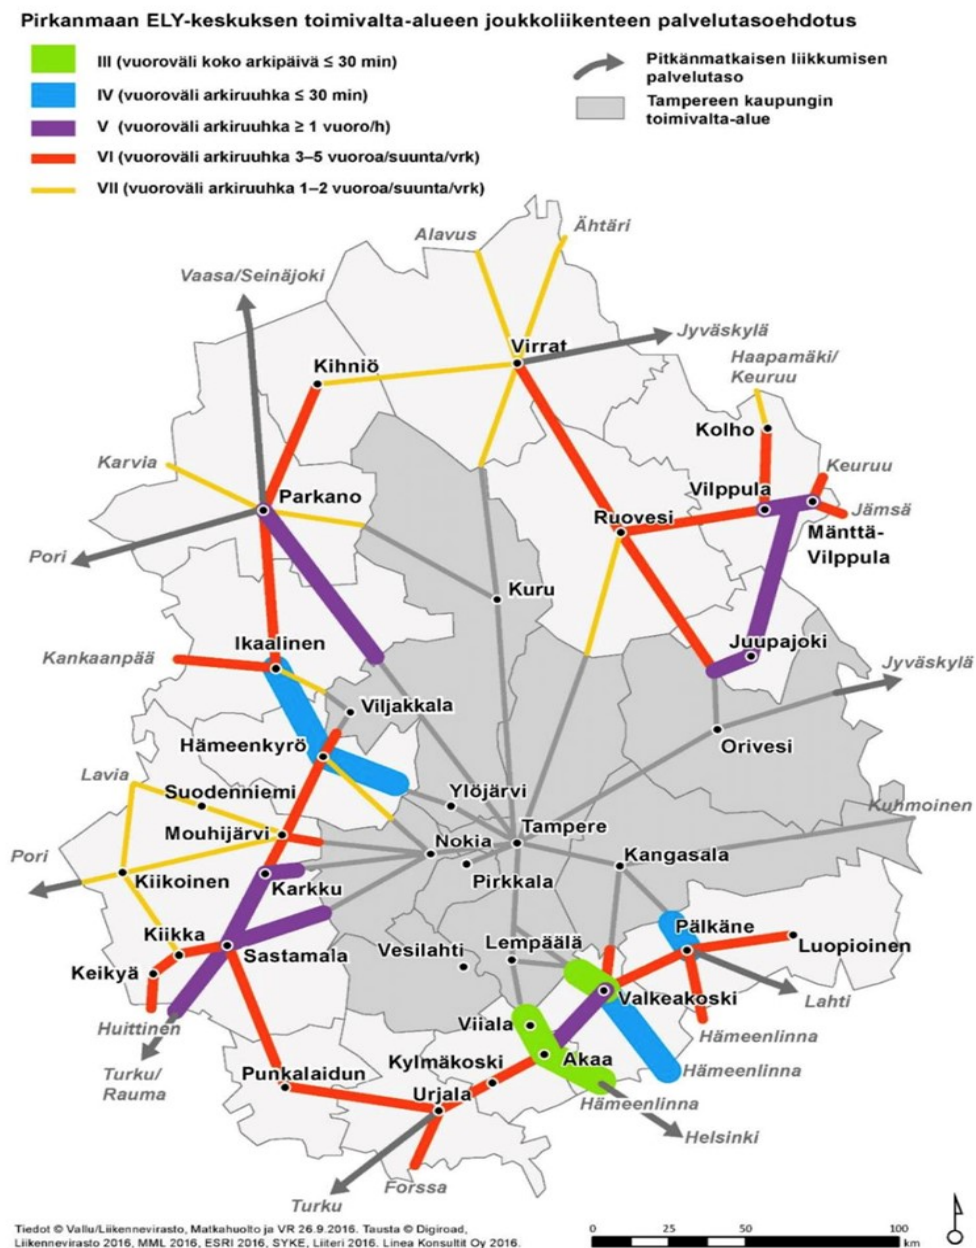 Pirkanmaan ELY-keskuksen toimivalta-alueen joukkoliikenteen palvelutasoehdotus
III (vuoroväli koko arkipäivä ≤ 30 min)
IV (vuoroväli arkiruuhka ≤ 30 min)
V (vuoroväli arkiruuhka ≥ 1 vuoro/h)
VI (vuoroväli arkiruuhka 3–5 vuoroa/suunta/vrk)
VII (vuoroväli arkiruuhka 1–2 vuoroa/suunta/vrk)
Pitkänmatkaisen liikkumisen
palvelutaso
Tampereen kaupungin
toimivalta-alue
Alavus
Ähtäri
Vaasa/Seinäjoki
Jyväskylä
Virrat
Kihniö
Haapamäki/
Keuruu
Kolho
Karvia
Keuruu
Parkano
Vilppula
Jämsä
Ruovesi
Mänttä-
Vilppula
Pori
Kuru
Ikaalinen
Juupajoki
Kankaanpää
Jyväskylä
Viljakkala
Hämeenkyrö
Orivesi
Lavia
Suodenniemi
Ylöjärvi
Kuhmoinen
Mouhijärvi
Tampere
Nokia
Pori
Kangasala
Kiikoinen
Karkku
Pirkkala
Kiikka
Pälkäne
Sastamala
Vesilahti
Lempäälä
Luopioinen
Keikyä
Valkeakoski
Lahti
Huittinen
Viiala
Hämeenlinna
Turku/
Rauma
Punkalaidun
Kylmäkoski
Akaa
Hämeenlinna
Urjala
Hämeenlinna
Helsinki
Forssa
Turku
Tiedot © Vallu/Liikennevirasto, Matkahuolto ja VR 26.9.2016. Tausta © Digiroad,
Liikennevirasto 2016, MML 2016, ESRI 2016, SYKE, Liiteri 2016. Linea Konsultit Oy 2016.
0 25 50 100
km